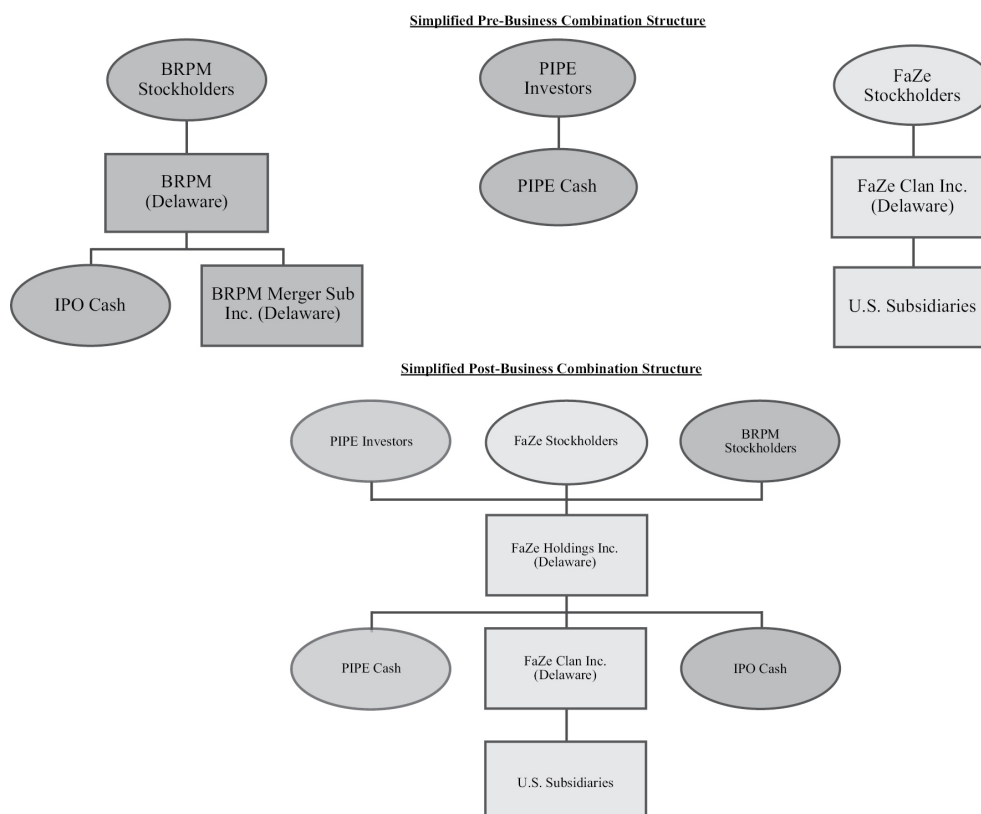 Simplified Pre-Business Combination Structure
BRPM
Stockholders
PIPE
Investors
FaZe
Stockholders
BRPM
(Delaware)
PIPE Cash
FaZe Clan Inc.
(Delaware)
IPO Cash
BRPM Merger Sub
Inc. (Delaware)
U.S. Subsidiaries
Simplified Post-Business Combination Structure
PIPE Investors
FaZe Stockholders
BRPM
Stockholders
FaZe Holdings Inc.
(Delaware)
PIPE Cash
FaZe Clan Inc.
(Delaware)
IPO Cash
U.S. Subsidiaries